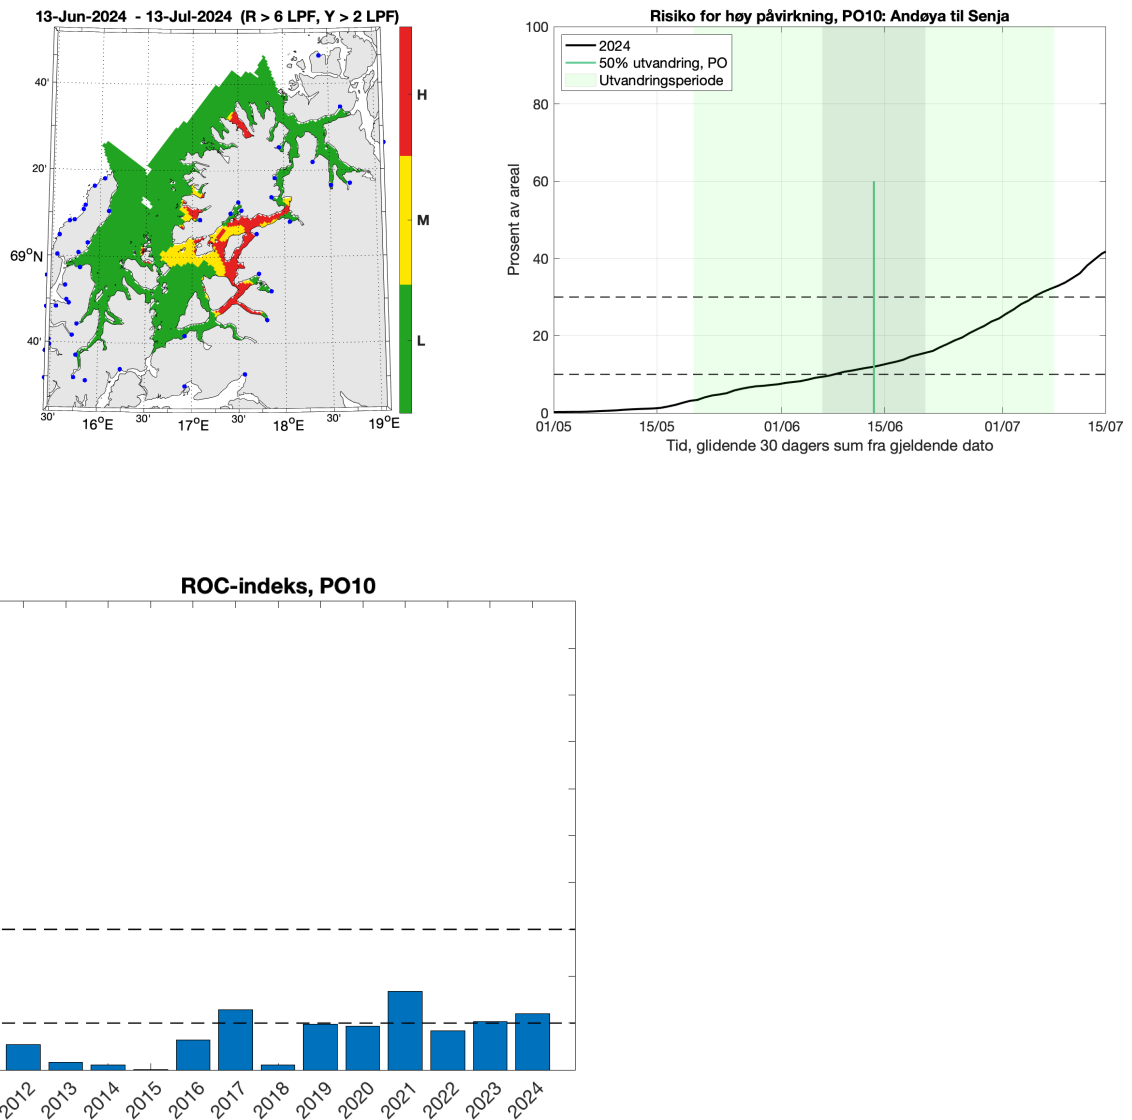 13-Jun-2024 - 13-Jul-2024 (R > 6 LPF, Y > 2 LPF)
40'
20'
69°N
40'
30'
16°E
30'
17°E
30'
18°E
30'
19°E
H
M
L
Risiko for høy påvirkning, PO10: Andøya til Senja
2024
50% utvandring, PO
Utvandringsperiode
Prosent av areal
100
80
60
40
20
0
01/05
15/05
01/06
15/06
01/07
15/07
Tid, glidende 30 dagers sum fra gjeldende dato
ROC-indeks, PO10
2012
2013
2014
2015
2016
2017
2018
2019
2020
2021
2022
2023
2024